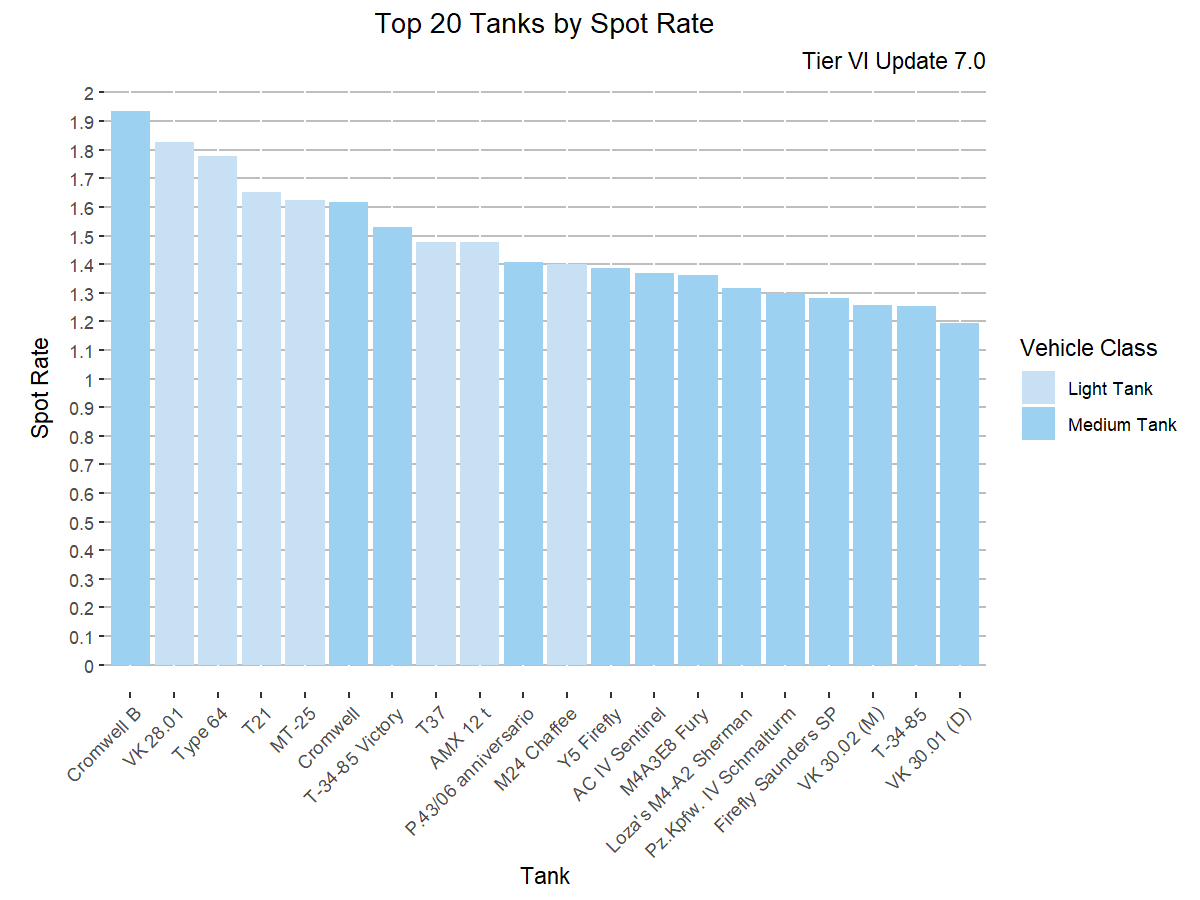 Top 20 Tanks by Spot Rate
Tier VI Update 7.0
2
1.9
1.8
1.7
1.6
1.5
1.4
1.3
1.2
1.1
1
0.9
0.8
0.7
0.6
0.5
0.4
0.3
0.2
0.1
0
Spot Rate
Cromwell B
VK 28.01
Type 64
T21
MT-25
Cromwell
T-34-85 Victory
T37
AMX 12 t
P.43/06 anniversario
M24 Chaffee
Y5 Firefly
AC IV Sentinel
M4A3E8 Fury
Loza's M4-A2 Sherman
Pz.Kpfw. IV Schmalturm
Firefly Saunders SP
VK 30.02 (M)
T-34-85
VK 30.01 (D)
Tank
Vehicle Class
Light Tank
Medium Tank